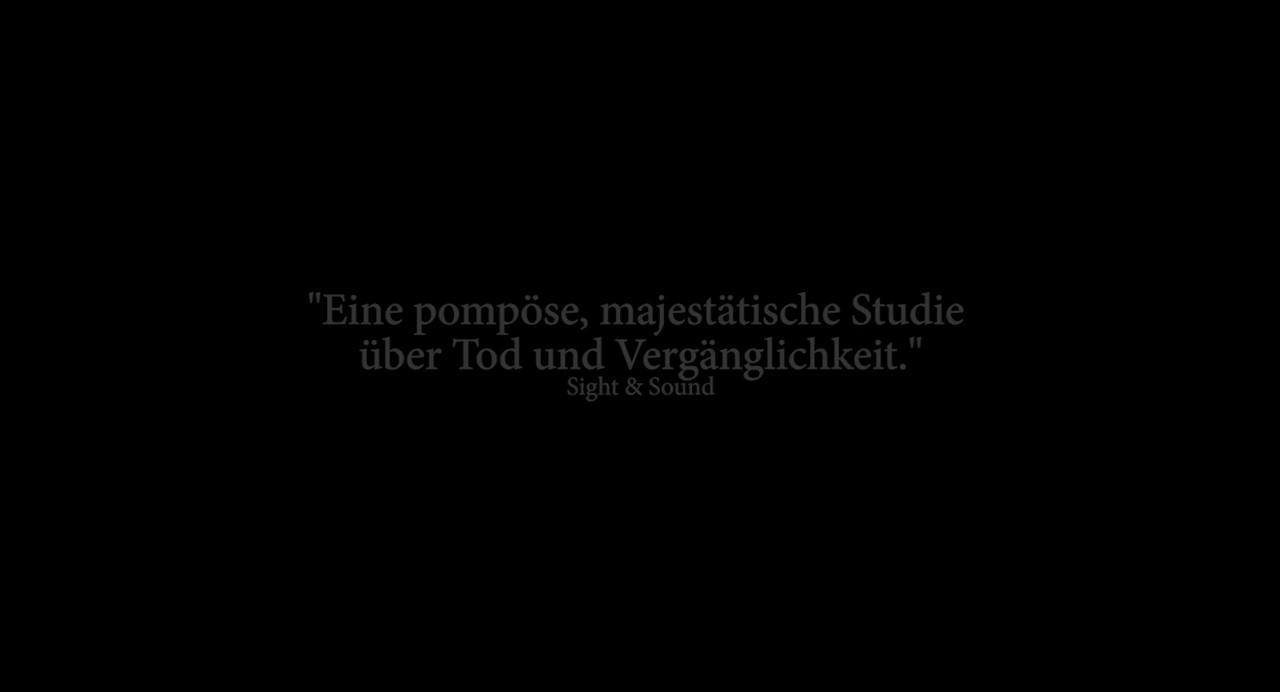 "Eine pompöse, majestätische Studie
über Tod und Vergänglichkeit."
Sight & Sound